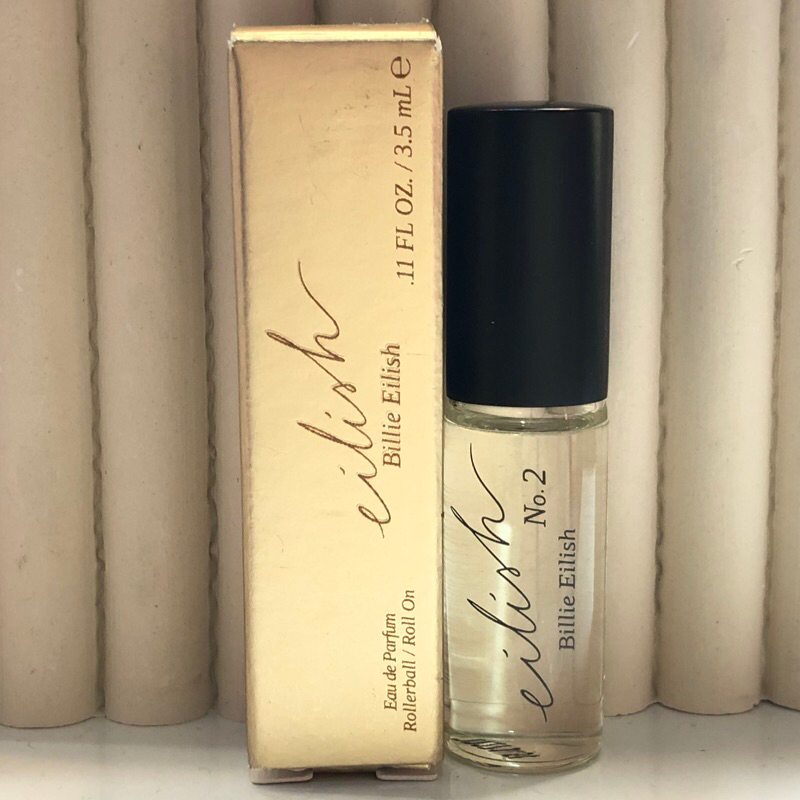 eilish
Billie Eilish
.11 FL OZ. / 3.5 mL ℮
Eau de Parfum
Rollerball / Roll On
eilish
No. 2
Billie Eilish